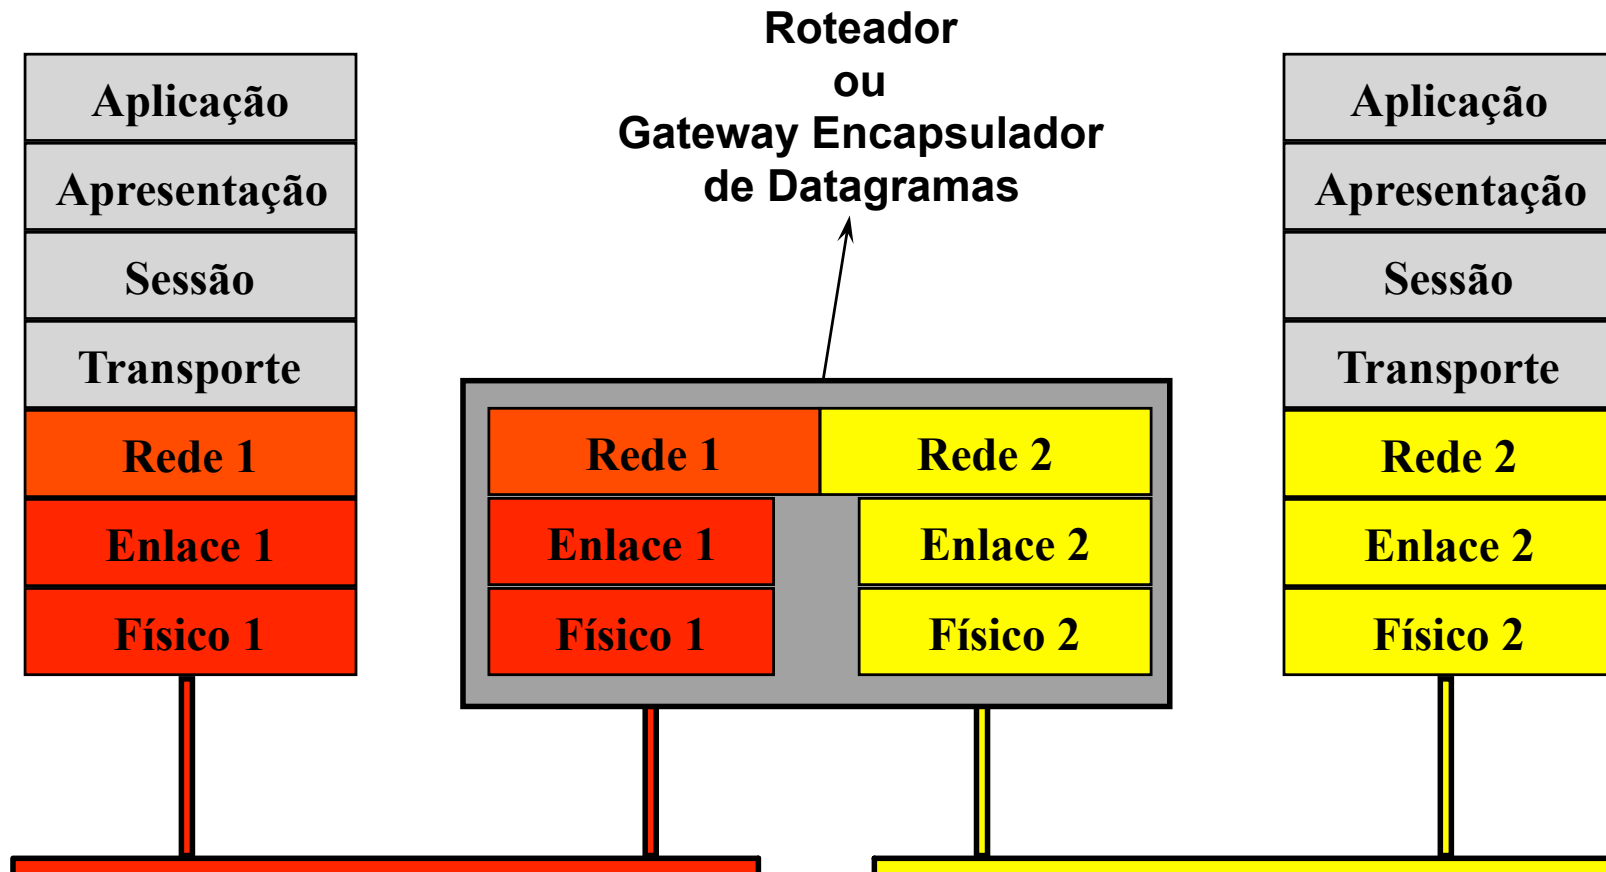 Roteador
ou
Gateway Encapsulador
de Datagramas
Aplicação
Apresentação
Sessão
Transporte
Rede 1
Enlace 1
Físico 1
Rede 1
Rede 2
Enlace 1
Enlace 2
Físico 1
Físico 2
Aplicação
Apresentação
Sessão
Transporte
Rede 2
Enlace 2
Físico 2